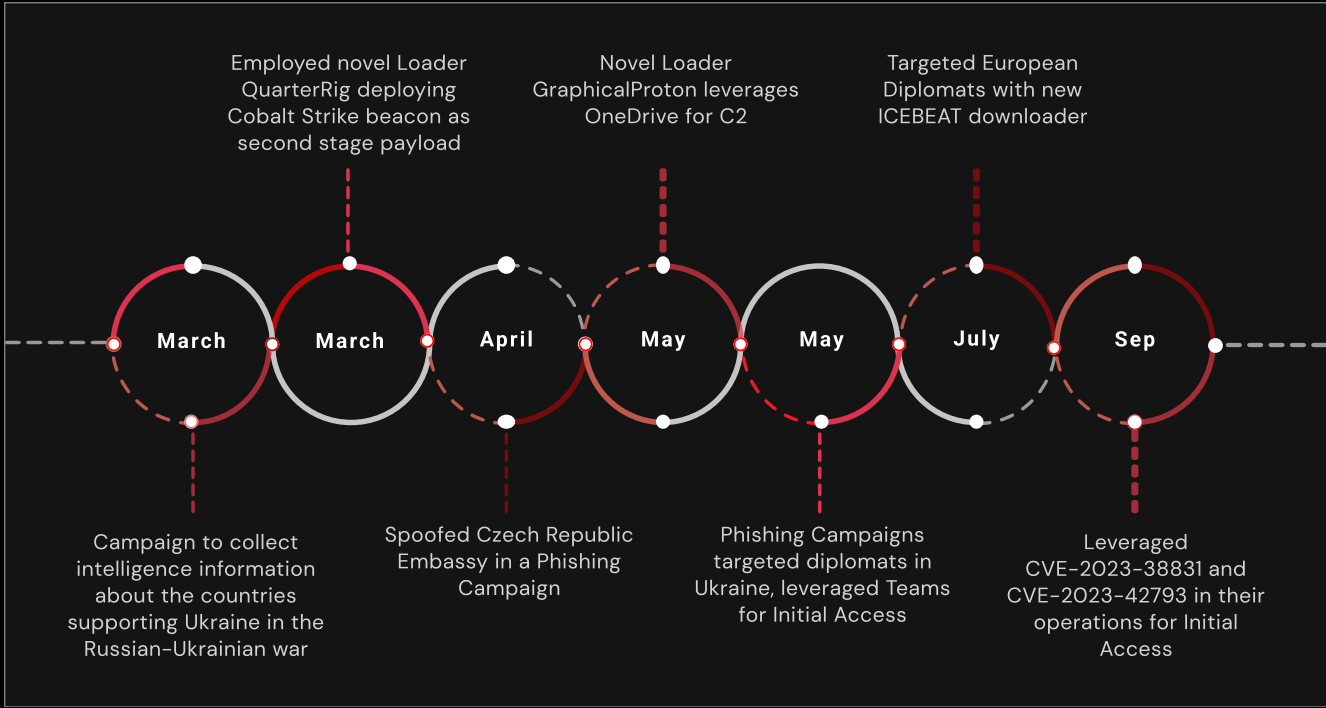 Employed novel Loader
QuarterRig deploying
Cobalt Strike beacon as
second stage payload
Novel Loader
GraphicalProton leverages
OneDrive for C2
Targeted European
Diplomats with new
ICEBEAT downloader
March
March
April
May
May
July
Sep
Campaign to collect
intelligence information
about the countries
supporting Ukraine in the
Russian-Ukrainian war
Spoofed Czech Republic
Embassy in a Phishing
Campaign
Phishing Campaigns
targeted diplomats in
Ukraine, leveraged Teams
for Initial Access
Leveraged
CVE-2023-38831 and
CVE-2023-42793 in their
operations for Initial
Access